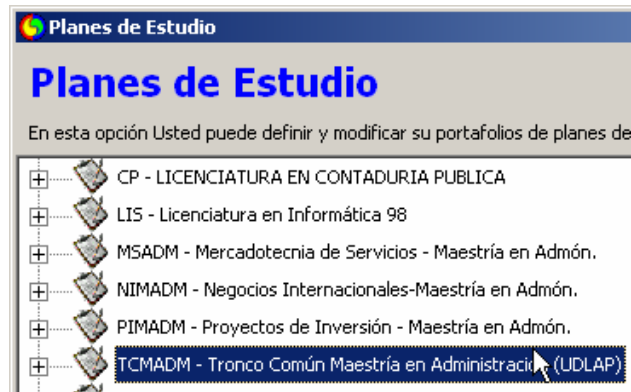 Planes de Estudio
Planes de Estudio
En esta opción Usted puede definir y modificar su portafolios de planes de
CP - LICENCIATURA EN CONTADURIA PUBLICA
LIS - Licenciatura en Informática 98
MSADM - Mercadotecnia de Servicios - Maestría en Admón.
NIMADM - Negocios Internacionales-Maestría en Admón.
PIMADM - Proyectos de Inversión - Maestría en Admón.
TCMADM - Tronco Común Maestría en Administración (UDLAP)